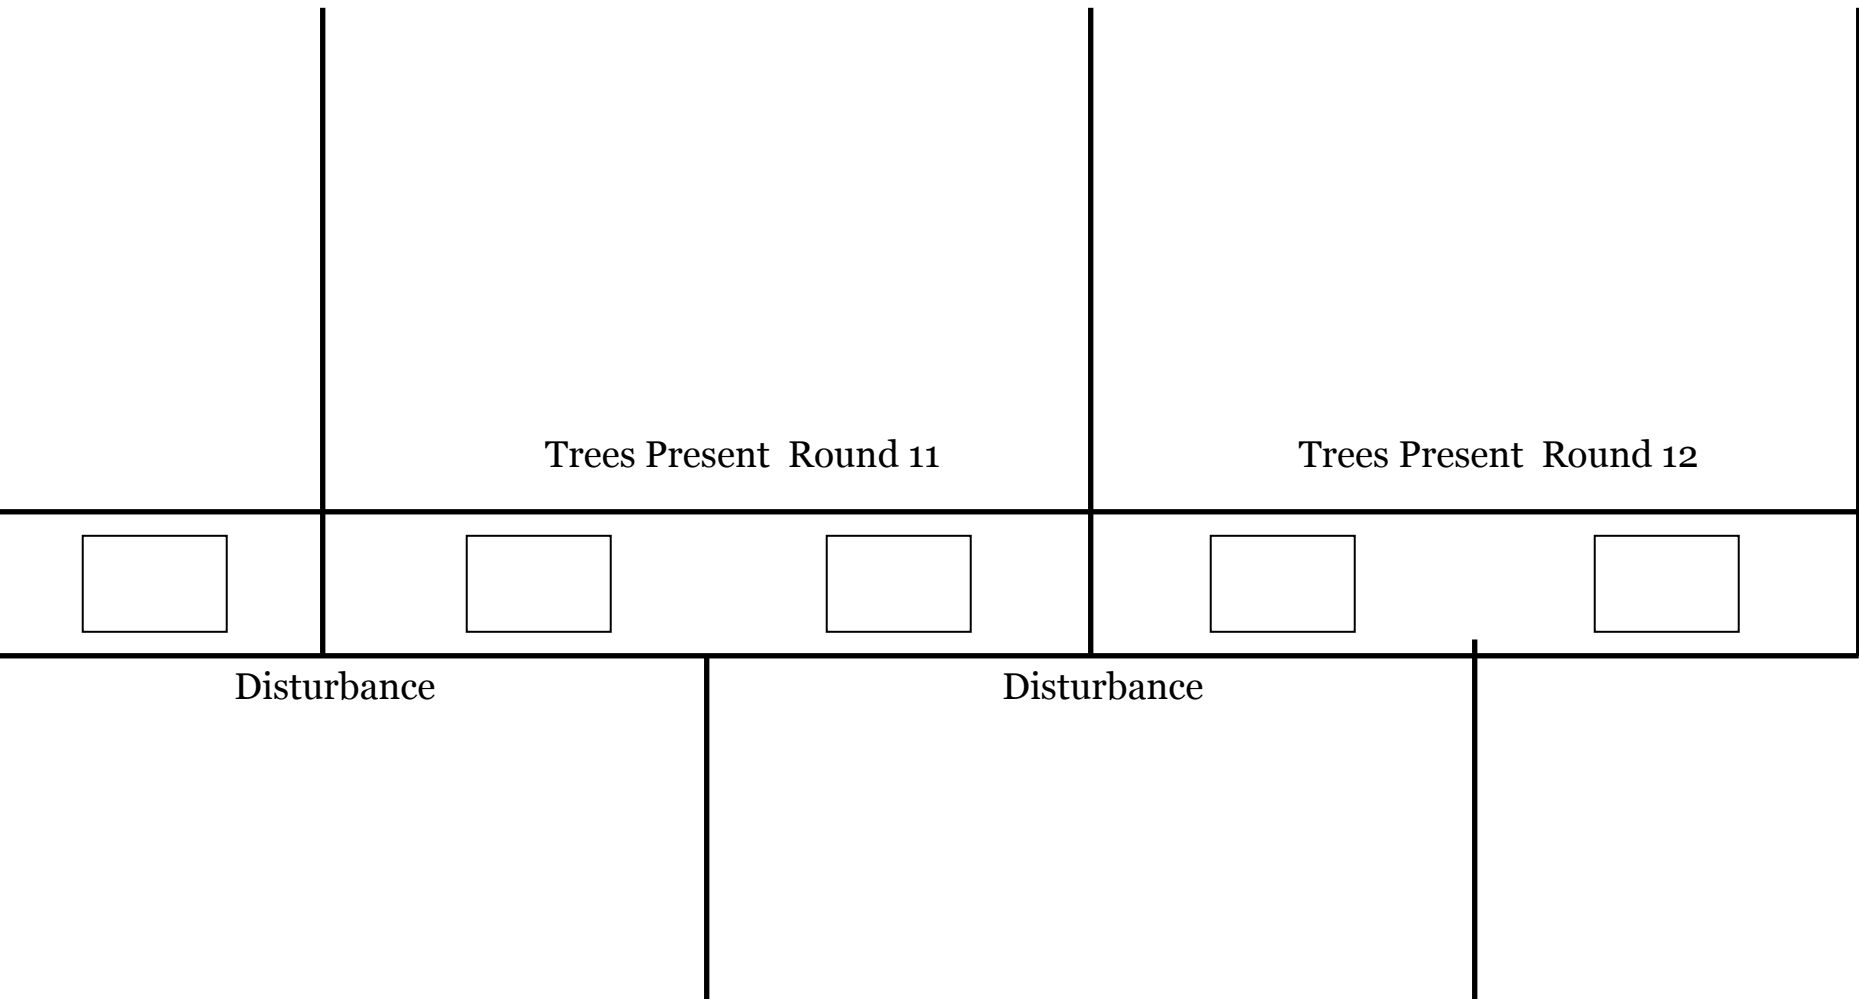 Trees Present  Round 11
Trees Present  Round 12
Disturbance
Disturbance